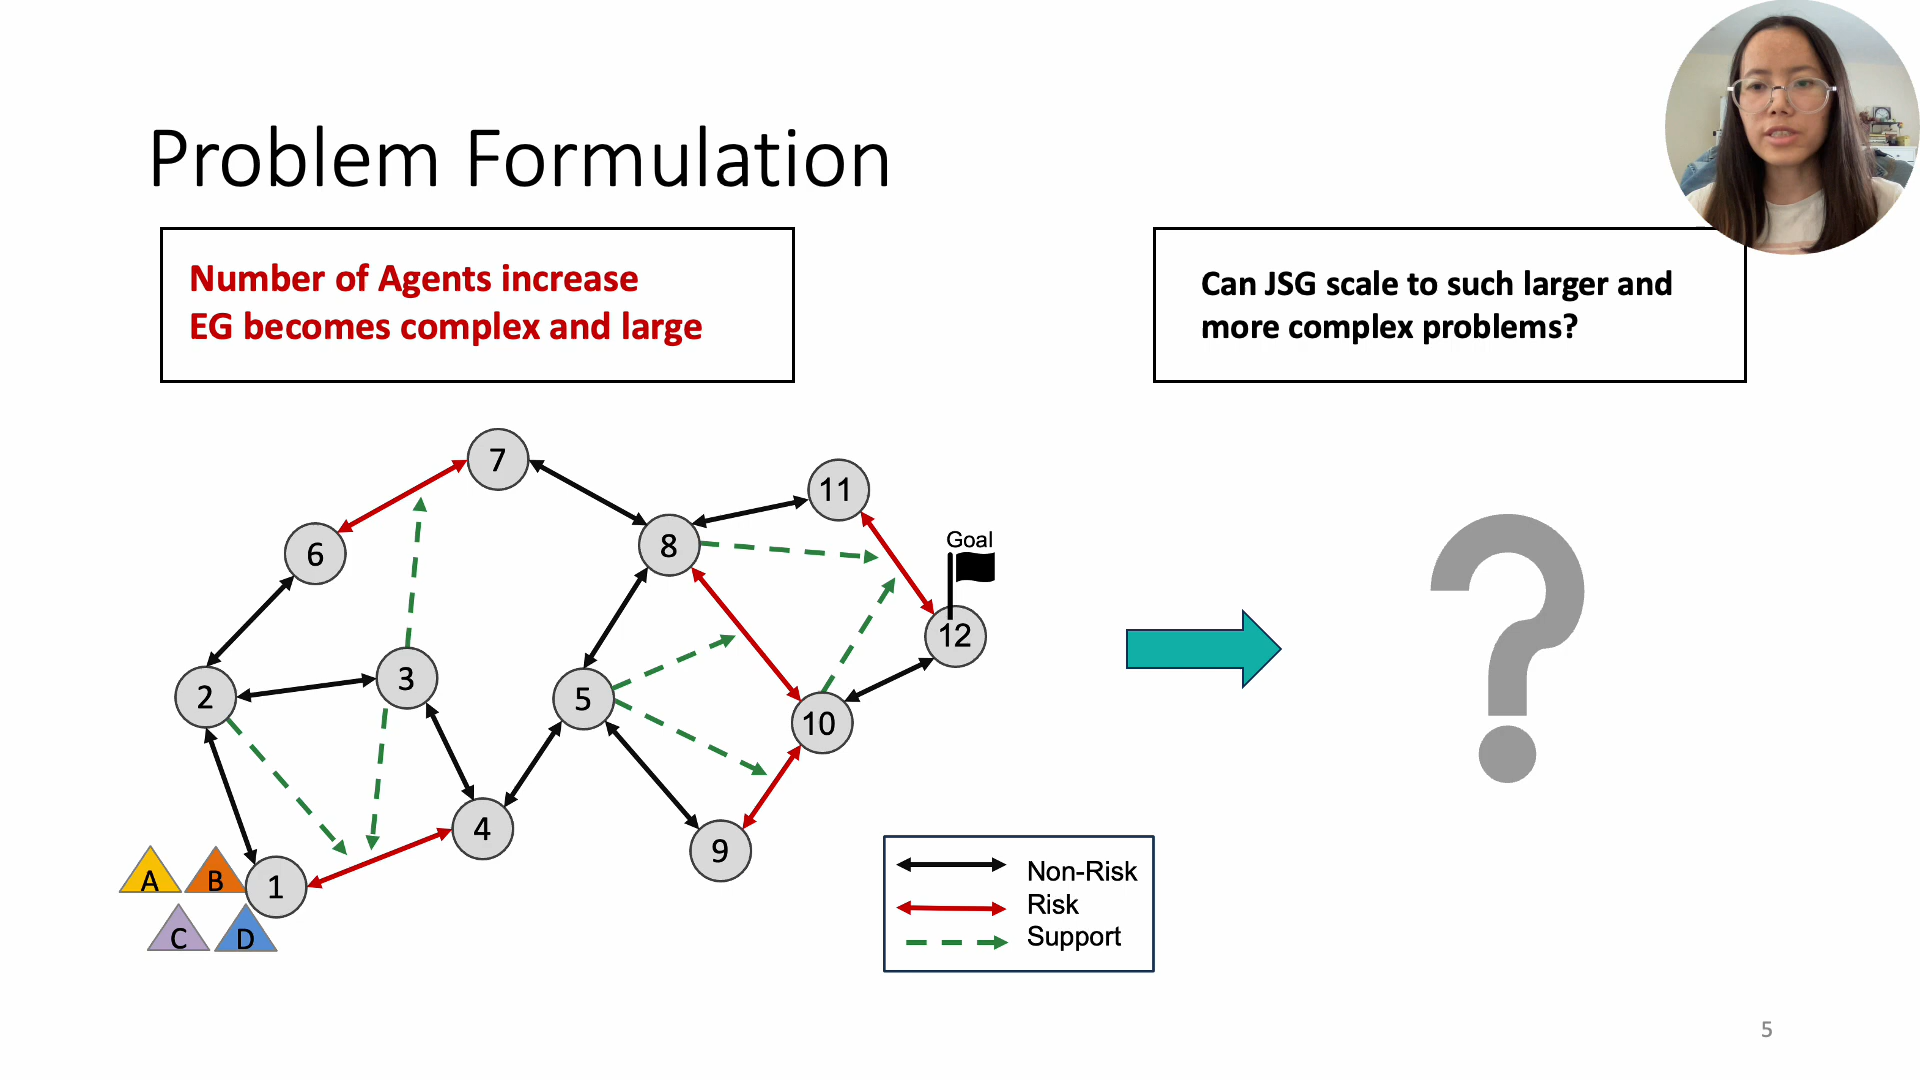 Problem Formulation
Number of Agents increase
EG becomes complex and large
Can JSG scale to such larger and
more complex problems?
7
11
6
8
Goal
12
2
3
5
10
4
9
A
B
1
C
D
Non-Risk
Risk
Support
5